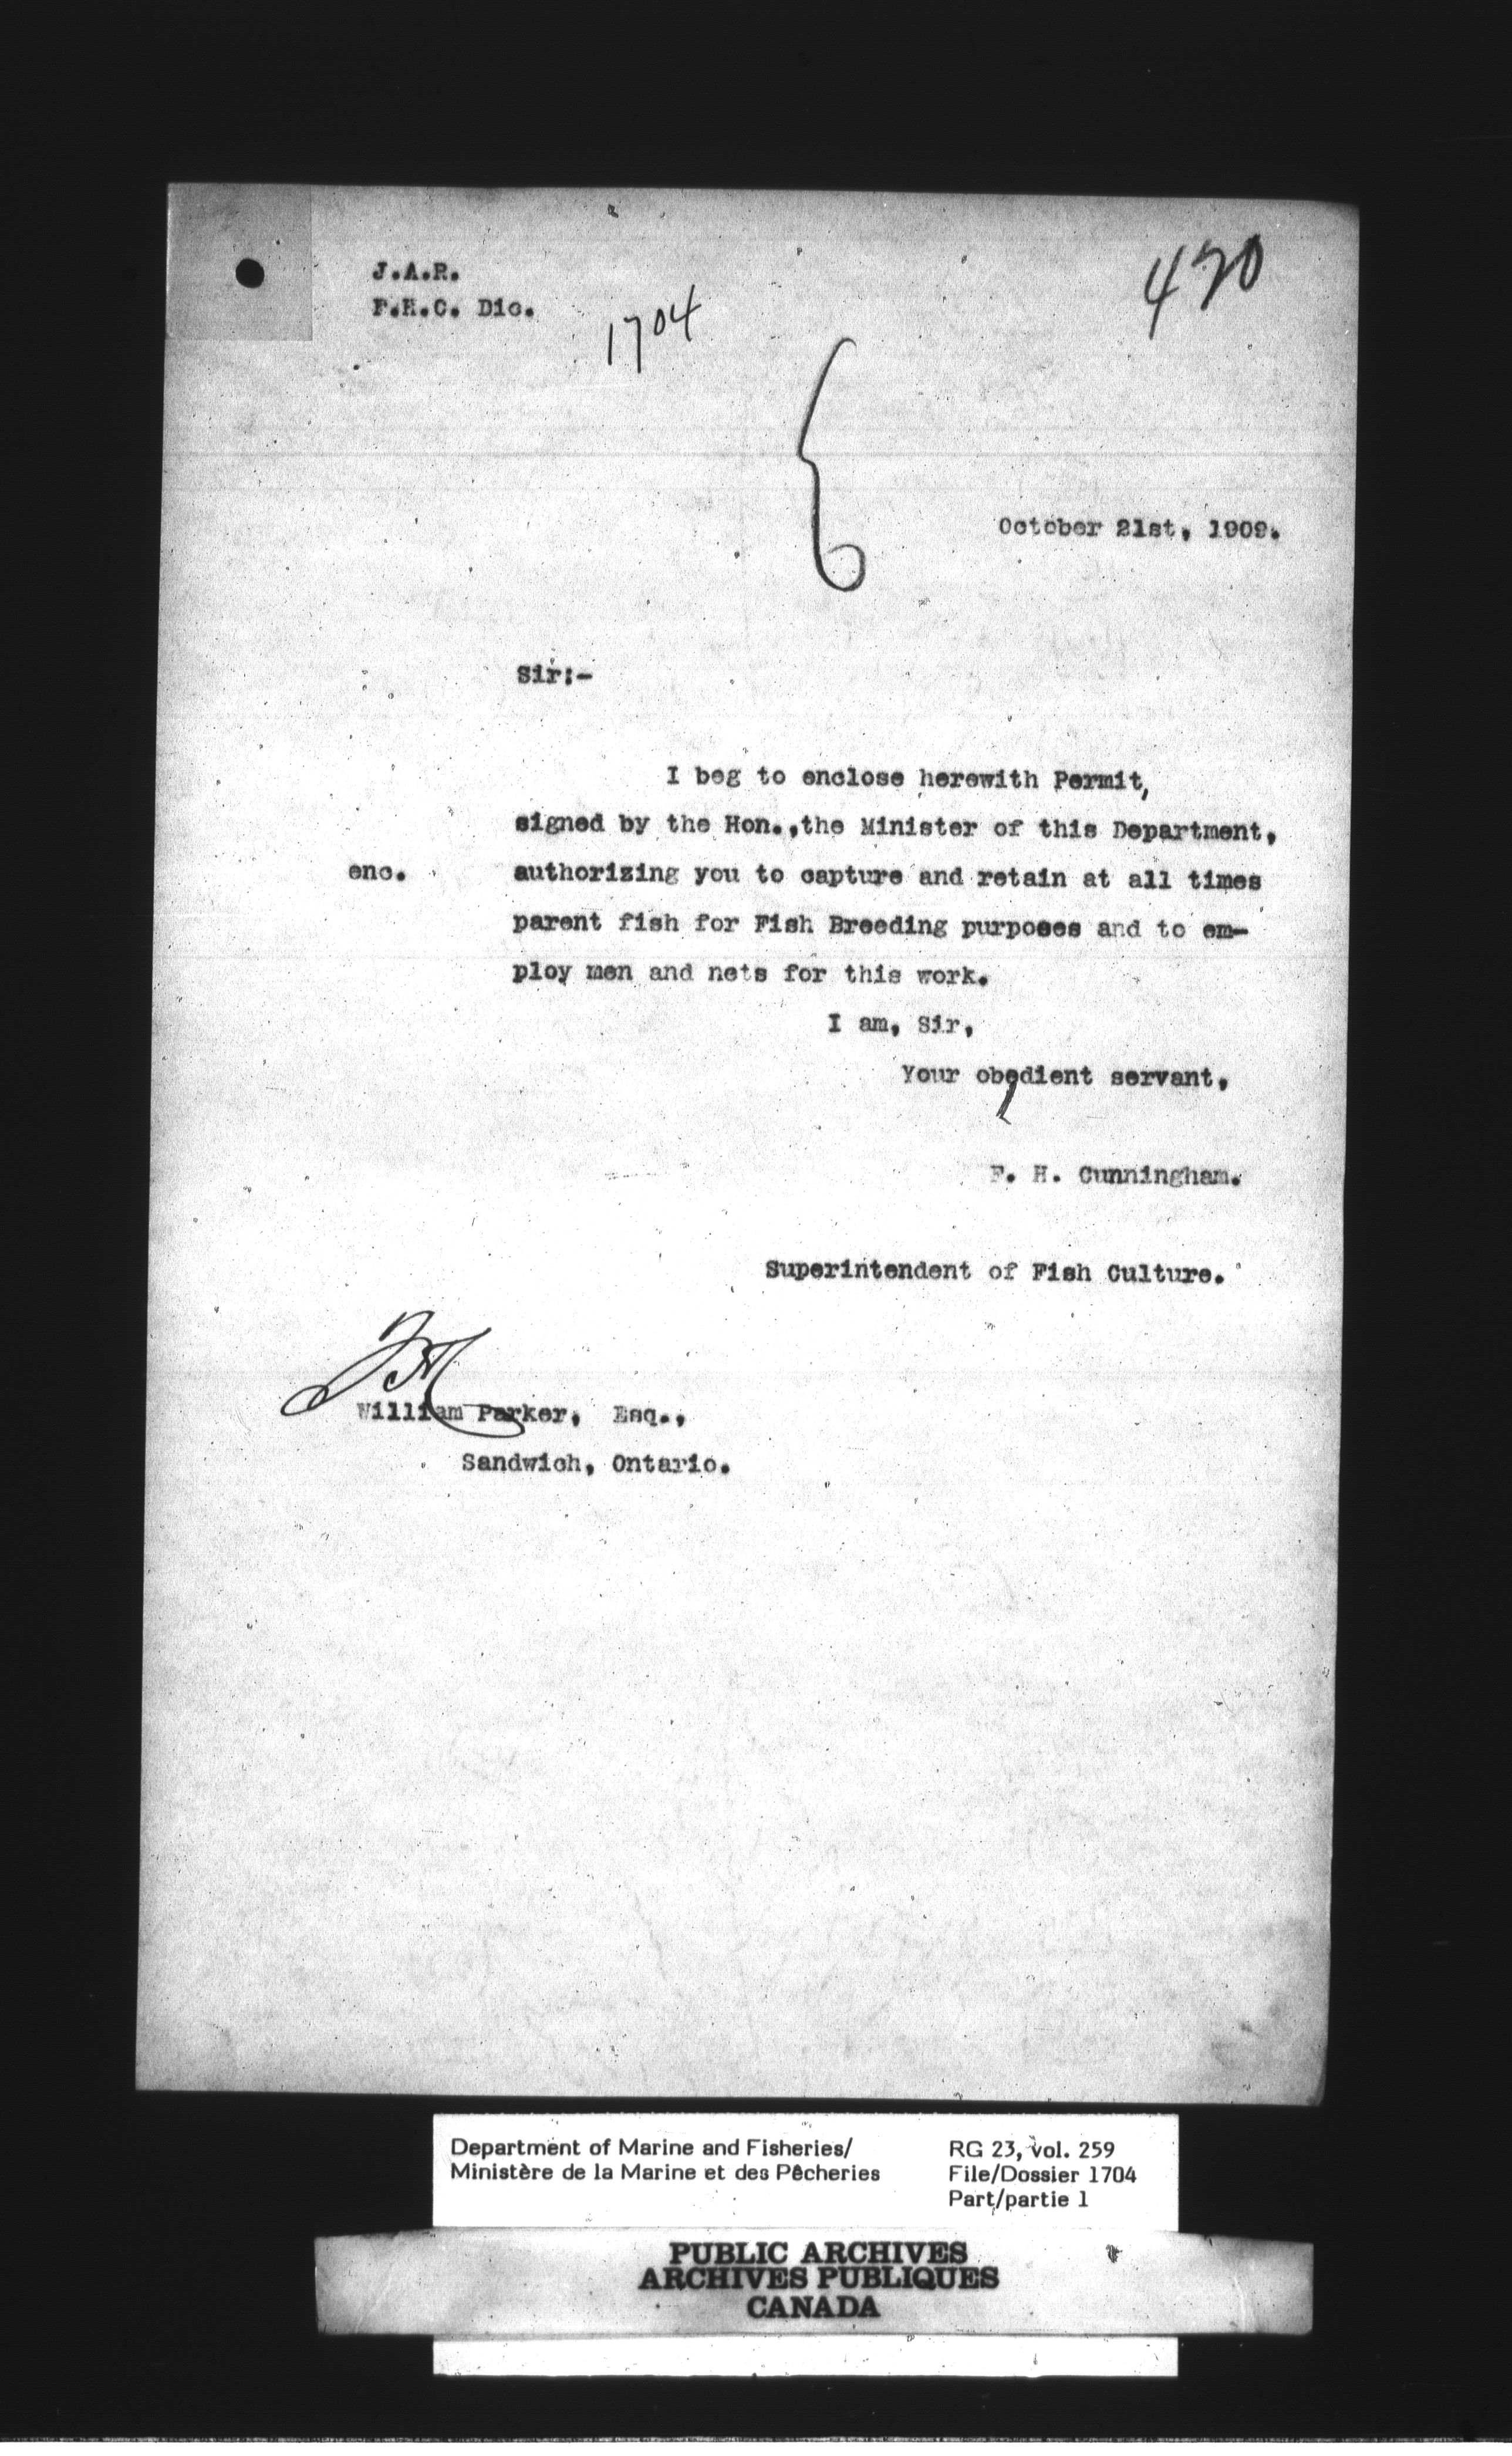 J.A.R.
F.H.C. Dic.
1704
470
October 21st, 1909.
Sir:-
I beg to enclose herewith Permit,
signed by the Hon.,the Minister of this Department,
enc.
authorizing you to capture and retain at all times
parent fish for Fish Breeding purposes and to em-
ploy men and nets for this work.
I am, Sir,
Your obedient servant,
F. H. Cunningham.
Superintendent of Fish Culture.
William Parker, Esq.,
Sandwich, Ontario.
Department of Marine and Fisheries/
Ministère de la Marine et des Pêcheries
RG 23, vol. 259
File/Dossier 1704
Part/partie 1
PUBLIC ARCHIVES
ARCHIVES PUBLIQUES
CANADA